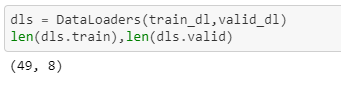 dls = DataLoaders(train_dl,valid_dl)
len(dls.train),len(dls.valid)
(49, 8)